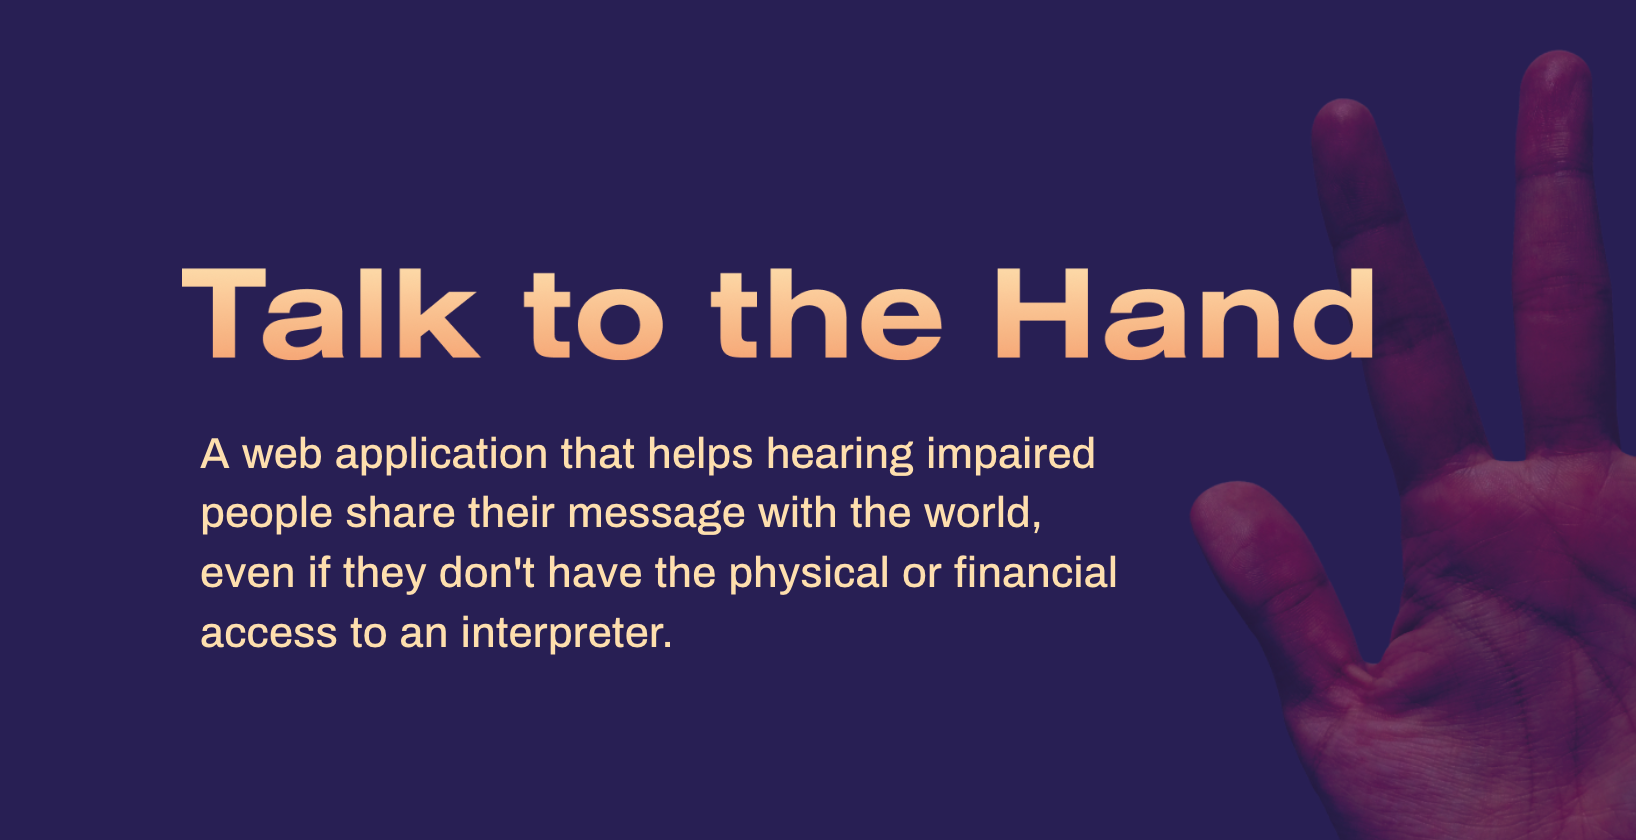 Talk to the Hand
A web application that helps hearing impaired
people share their message with the world,
even if they don't have the physical or financial
access to an interpreter.